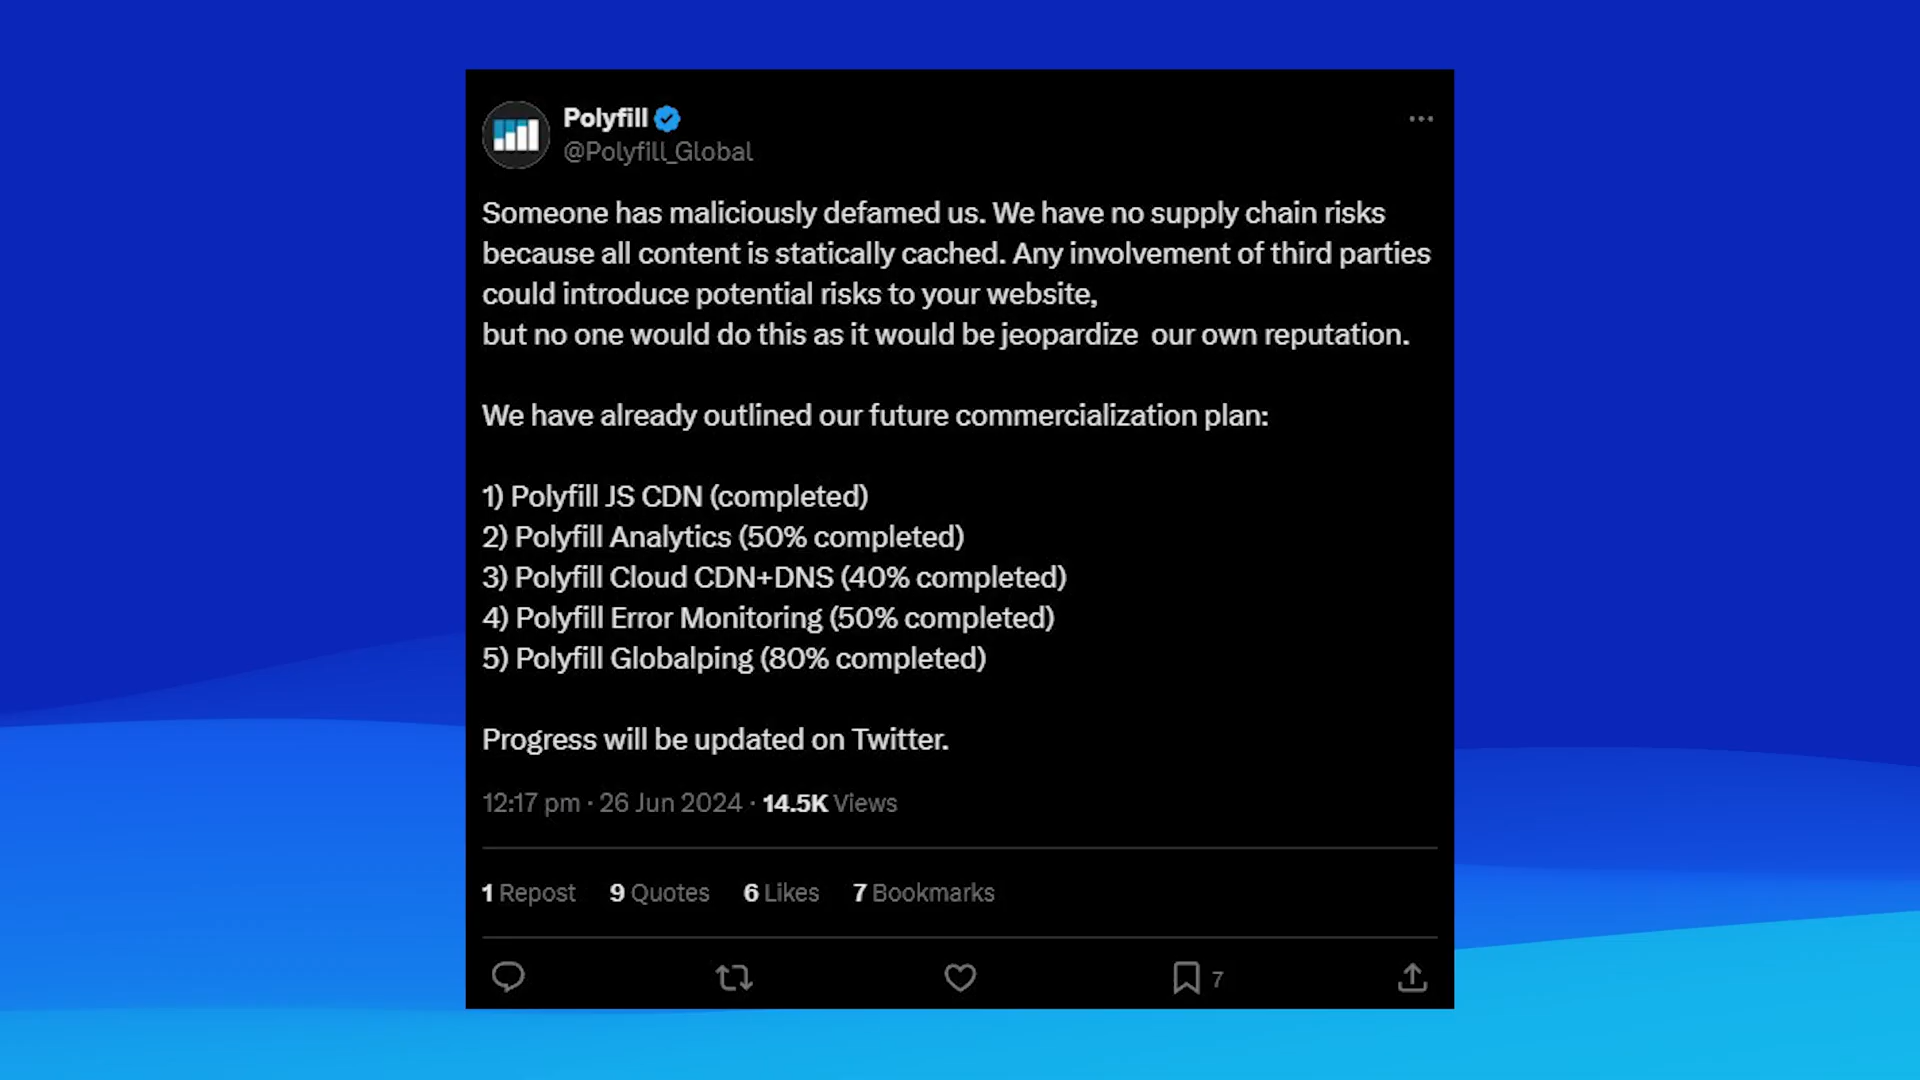 Polyfill
@Polyfill_Global
Someone has maliciously defamed us. We have no supply chain risks
because all content is statically cached. Any involvement of third parties
could introduce potential risks to your website,
but no one would do this as it would be jeopardize  our own reputation.
We have already outlined our future commercialization plan:
1) Polyfill JS CDN (completed)
2) Polyfill Analytics (50% completed)
3) Polyfill Cloud CDN+DNS (40% completed)
4) Polyfill Error Monitoring (50% completed)
5) Polyfill Globalping (80% completed)
Progress will be updated on Twitter.
12:17 pm · 26 Jun 2024 · 14.5K Views
1 Repost 9 Quotes 6 Likes 7 Bookmarks
7